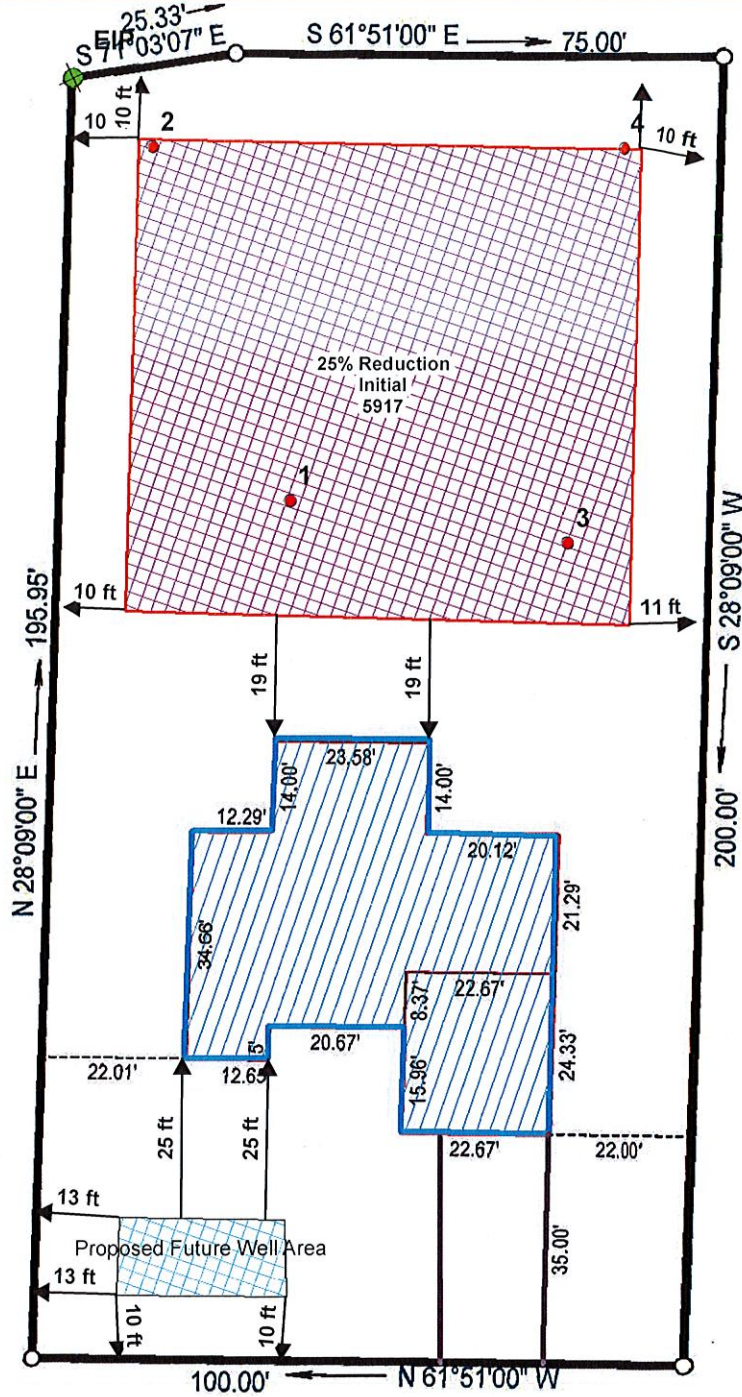 25.33'
EIP
S 71°03'07" E
S 61°51'00" E
75.00'
10 ft
10
2
4
10 ft
25% Reduction
Initial
5917
1
3
10 ft
11 ft
N 28°09'00" E
195.95'
S 28°09'00" W
200.00'
19 ft
19 ft
23.58'
14.00'
14.00'
12.29'
20.12'
34.66'
21.29'
8.37'
22.67'
20.67'
5'
12.65'
22.01'
15.96'
24.33'
22.67'
22.00'
25 ft
25 ft
13 ft
Proposed Future Well Area
13 ft
10 ft
10 ft
35.00'
100.00'
N 61°51'00" W